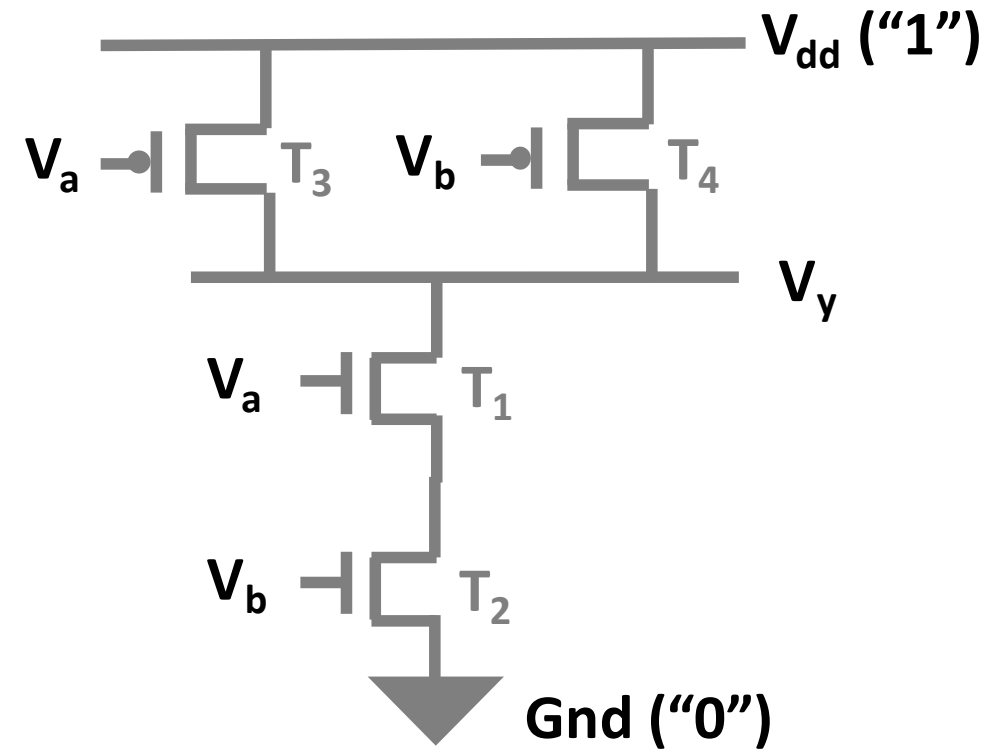 Vdd (“1”)
Va
T3
Vb
T4
Vy
Va
T1
Vb
T2
Gnd (“0”)